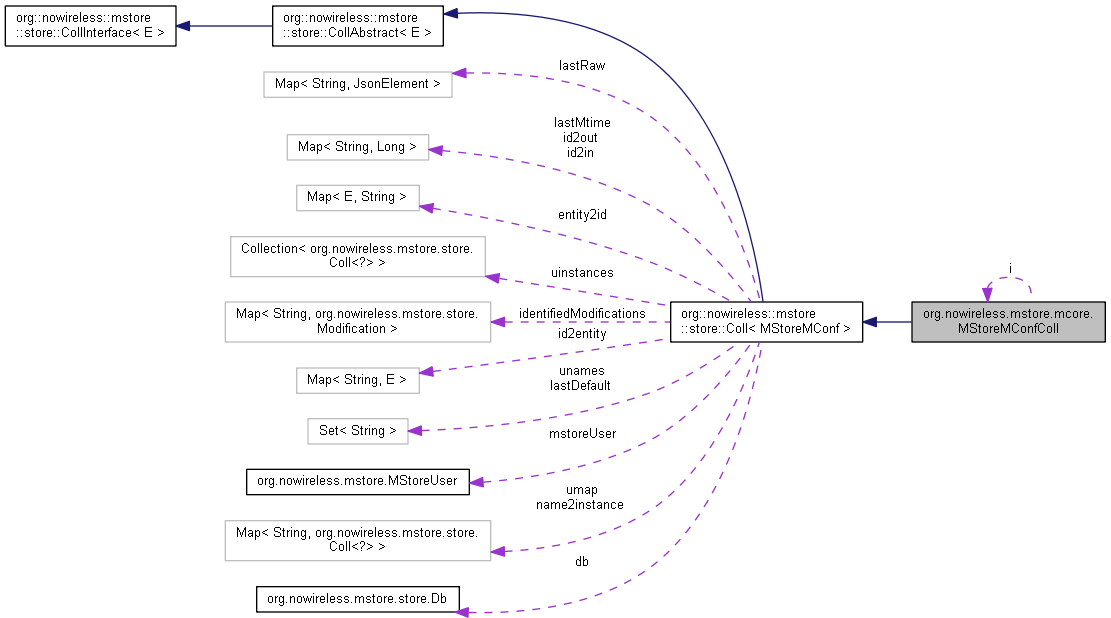 org::nowireless::mstore
::store::CollInterface< E >
org::nowireless::mstore
::store::CollAbstract< E >
lastRaw
Map< String, JsonElement >
lastMtime
id2out
id2in
Map< String, Long >
Map< E, String >
entity2id
Collection< org.nowireless.mstore.store.
Coll<?> >
uinstances
Map< String, org.nowireless.mstore.store.
Modification >
identifiedModifications
id2entity
Map< String, E >
unames
lastDefault
Set< String >
mstoreUser
org.nowireless.mstore.MStoreUser
umap
name2instance
Map< String, org.nowireless.mstore.store.
Coll<?> >
db
org.nowireless.mstore.store.Db
org::nowireless::mstore
::store::Coll< MStoreMConf >
i
org.nowireless.mstore.mcore.
MStoreMConfColl